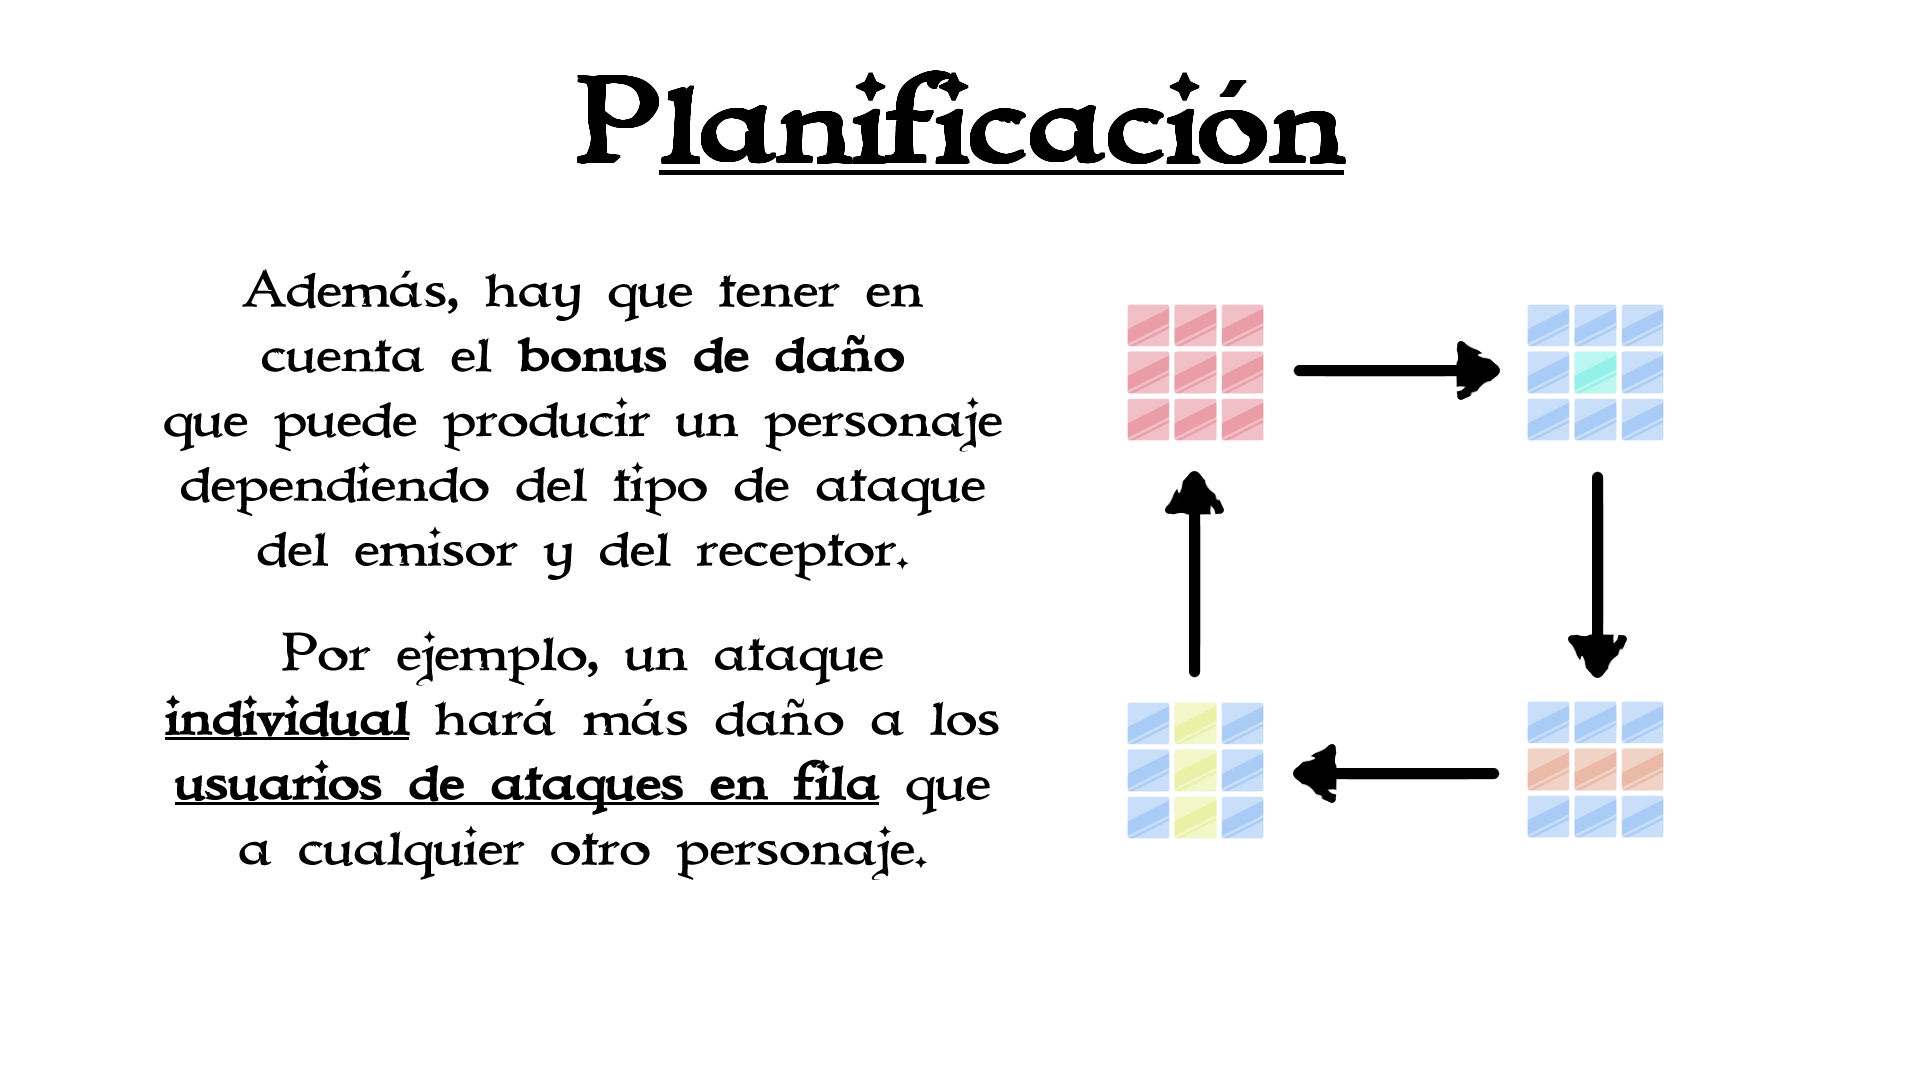 Planificación
Además, hay que tener en
cuenta el bonus de daño
que puede producir un personaje
dependiendo del tipo de ataque
del emisor y del receptor.
Por ejemplo, un ataque
individual hará más daño a los
usuarios de ataques en fila que
a cualquier otro personaje.